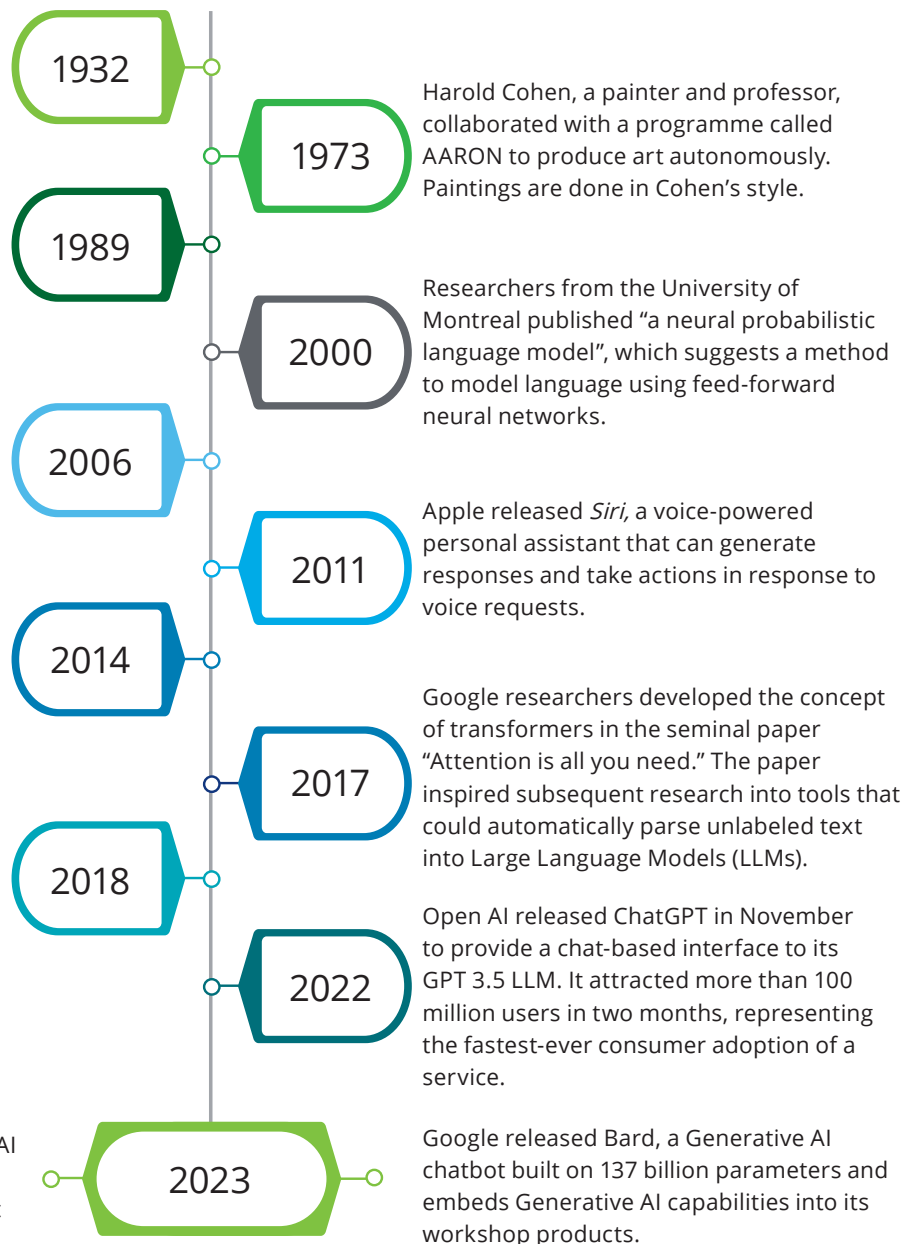 1932
1973
Harold Cohen, a painter and professor,
collaborated with a programme called
AARON to produce art autonomously.
Paintings are done in Cohen’s style.
1989
2000
Researchers from the University of
Montreal published “a neural probabilistic
language model”, which suggests a method
to model language using feed-forward
neural networks.
2006
2011
Apple released Siri, a voice-powered
personal assistant that can generate
responses and take actions in response to
voice requests.
2014
2017
Google researchers developed the concept
of transformers in the seminal paper
“Attention is all you need.” The paper
inspired subsequent research into tools that
could automatically parse unlabeled text
into Large Language Models (LLMs).
2018
2022
Open AI released ChatGPT in November
to provide a chat-based interface to its
GPT 3.5 LLM. It attracted more than 100
million users in two months, representing
the fastest-ever consumer adoption of a
service.
AI
2023
Google released Bard, a Generative AI
chatbot built on 137 billion parameters and
embeds Generative AI capabilities into its
workshop products.